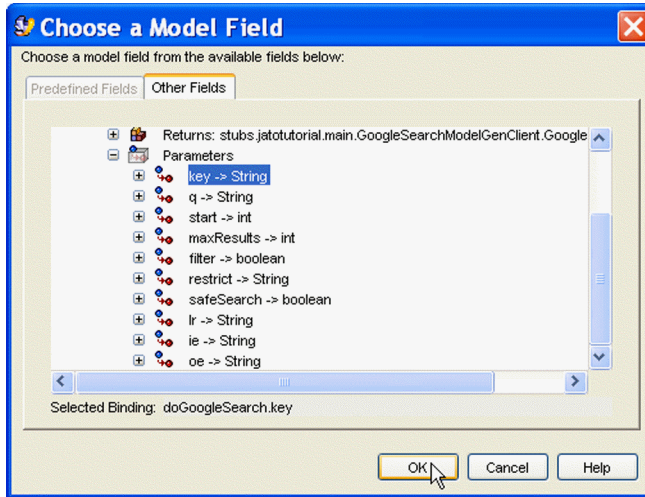 Choose a Model Field
Choose a model field from the available fields below:
Predefined Fields Other Fields
Returns: stubs.jatotutorial.main.GoogleSearchModelGenClient.Google
Parameters
key -> String
q -> String
start -> int
maxResults -> int
filter -> boolean
restrict -> String
safeSearch -> boolean
lr -> String
ie -> String
oe -> String
Selected Binding: doGoogleSearch.key
OK Cancel Help